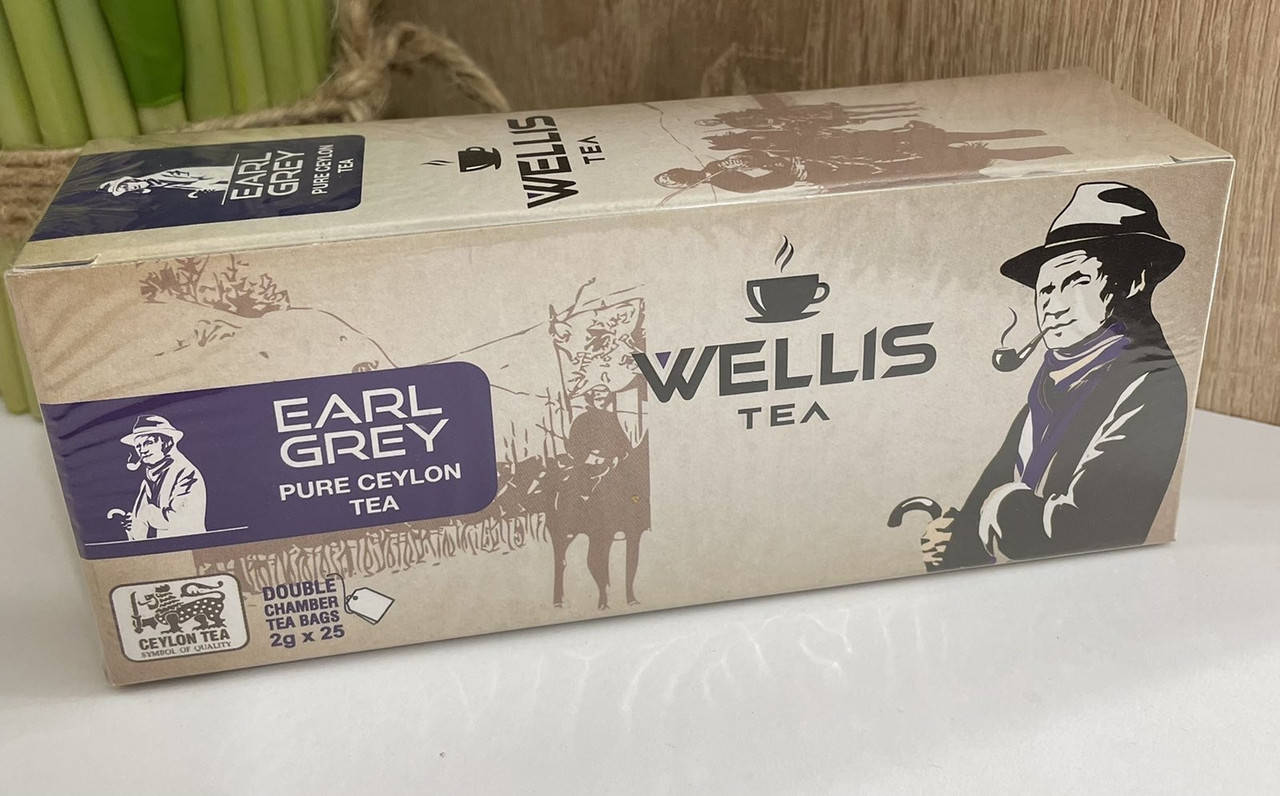 EARL
GREY
PURE CEYLON
TEA
WELLIS
TEA
WELLIS
TEA
EARL
GREY
PURE CEYLON
TEA
CEYLON TEA
SYMBOL OF QUALITY
DOUBLE
CHAMBER
TEA BAGS
2g x 25